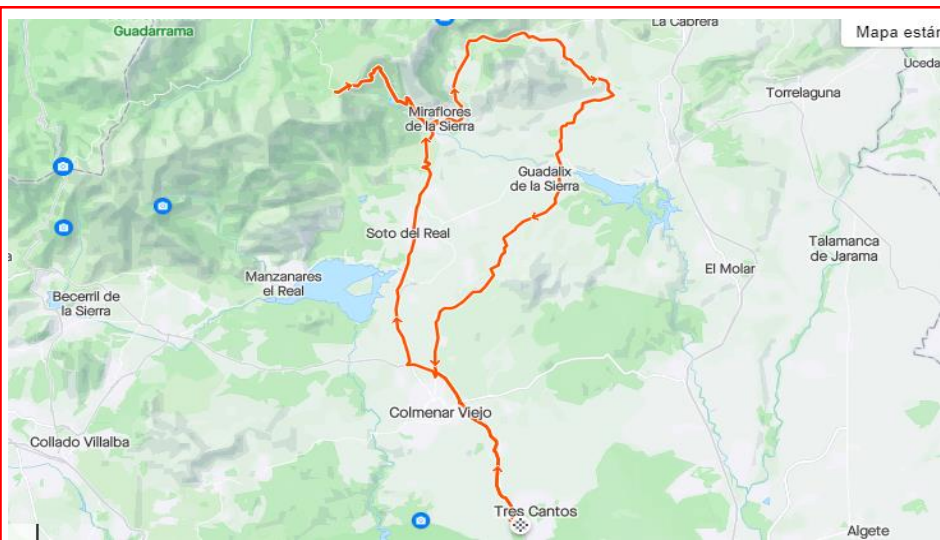 La Cabrera
Guadarrama
Mapa están
Uceda
Torrelaguna
Miraflores
de la Sierra
Guadalix
de la Sierra
Soto del Real
Talamanca
de Jarama
a
El Molar
Manzanares
el Real
Becerril de
la Sierra
Colmenar Viejo
Collado Villalba
Tres Cantos
Algete